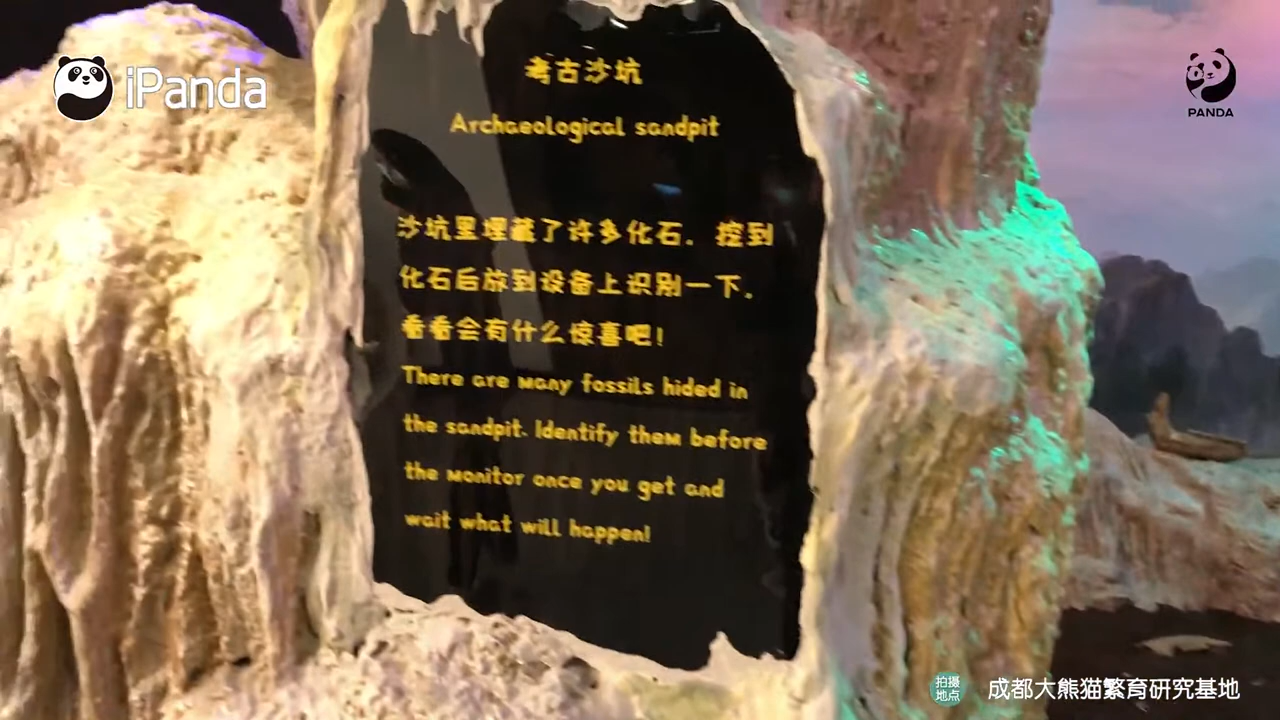 iPanda
PANDA
考古沙坑
Archaeological sandpit
沙坑里埋藏了许多化石。挖到
化石后放到设备上识别一下。
看看会有什么惊喜吧！
There are many fossils hided in
the sandpit. Identify them before
the monitor once you get and
wait what will happen!
拍摄
地点
成都大熊猫繁育研究基地